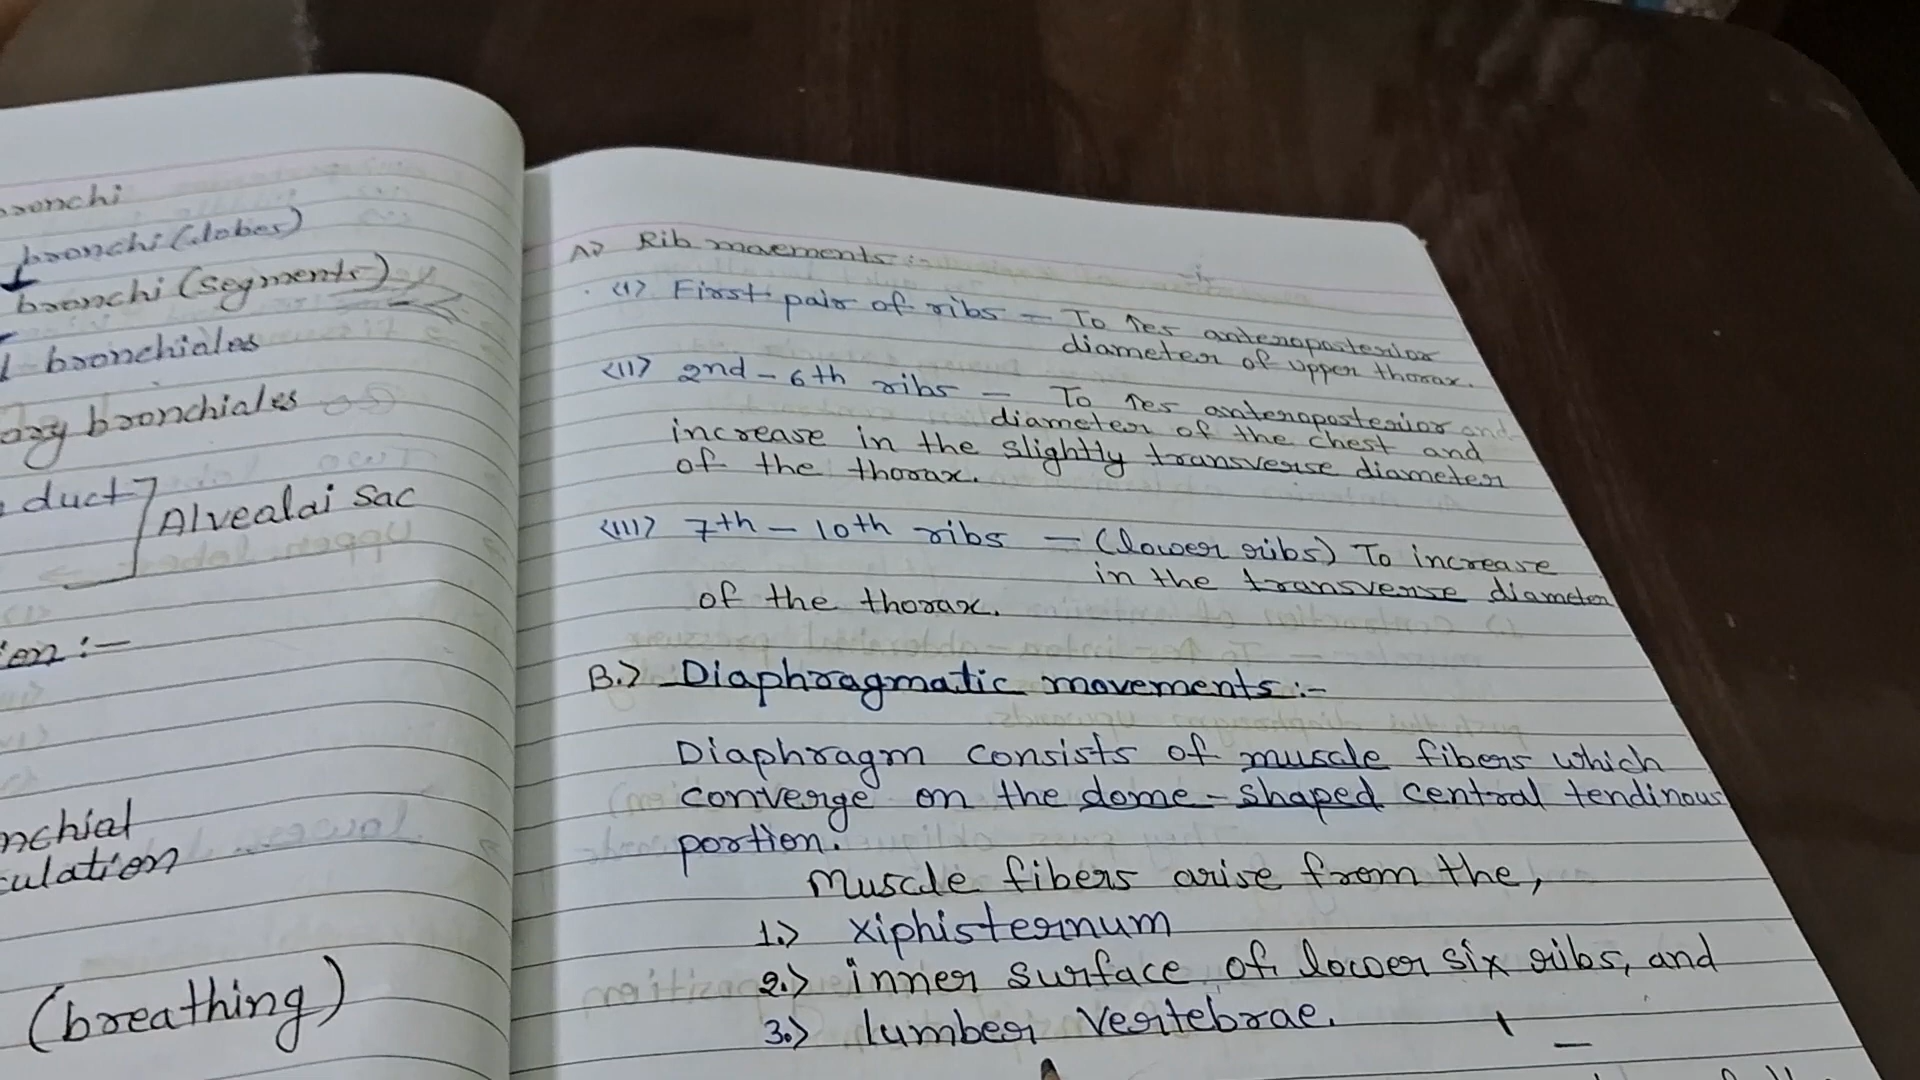 bronchi (lobes)
bronchi (segments)
bronchiales
bronchiales
duct
Alvealai sac
(breathing)
A> Rib maements :-
(i) First pair of ribs – To ↑es anteroposterior
diameter of upper thorax.
(ii) 2nd – 6th ribs – To ↑es anteroposterior and
diameter of the chest and
increase in the slightly transverse diameter
of the thorax.
(iii) 7th – 10th ribs – (lower ribs) To increase
in the transverse diameter
of the thorax.
B.> Diaphragmatic movements :-
Diaphragm consists of muscle fibers which
converge on the dome-shaped central tendinous
portion.
Muscle fibers arise from the,
1.> xiphisternum
2.> inner surface of lower six ribs, and
3.> lumber vertebrae.